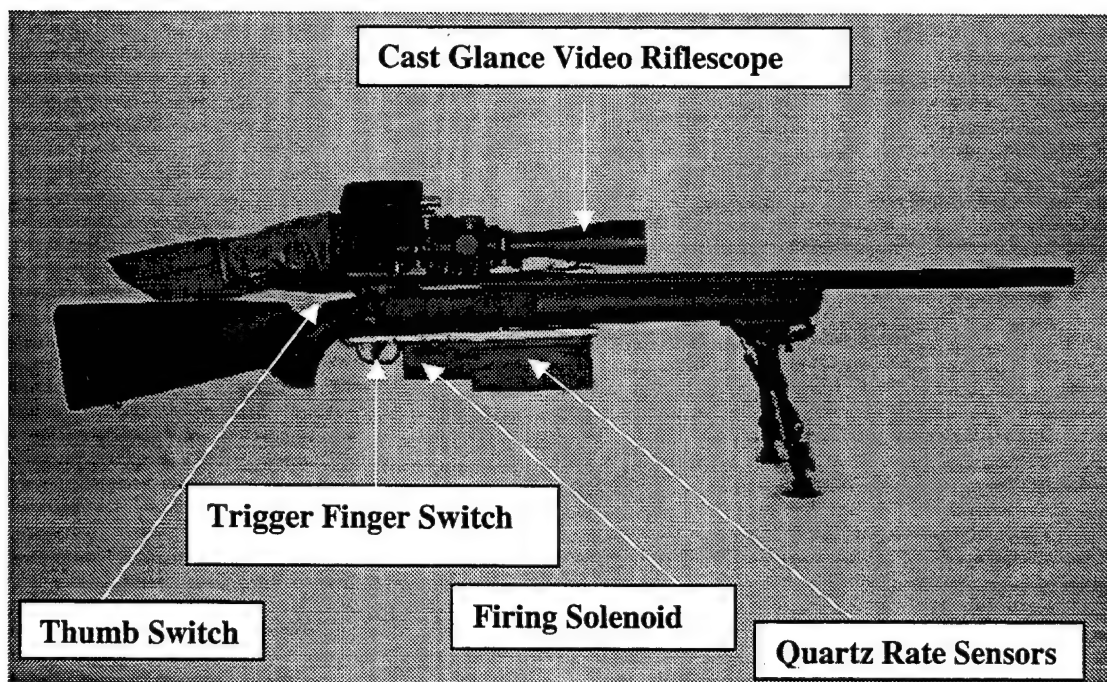 Cast Glance Video Riflescope
Trigger Finger Switch
Firing Solenoid
Thumb Switch
Quartz Rate Sensors